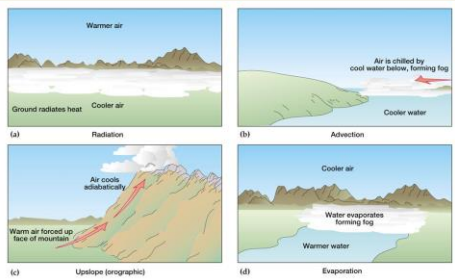 Warmer air
Ground radiates heat
Cooler air
(a)
Radiation
Air is chilled by
cool water below, forming fog
Cooler water
(b)
Advection
Air cools
adiabatically
Warm air forced up
face of mountain
(c)
Upslope (orographic)
Cooler air
Water evaporates
forming fog
Warmer water
(d)
Evaporation